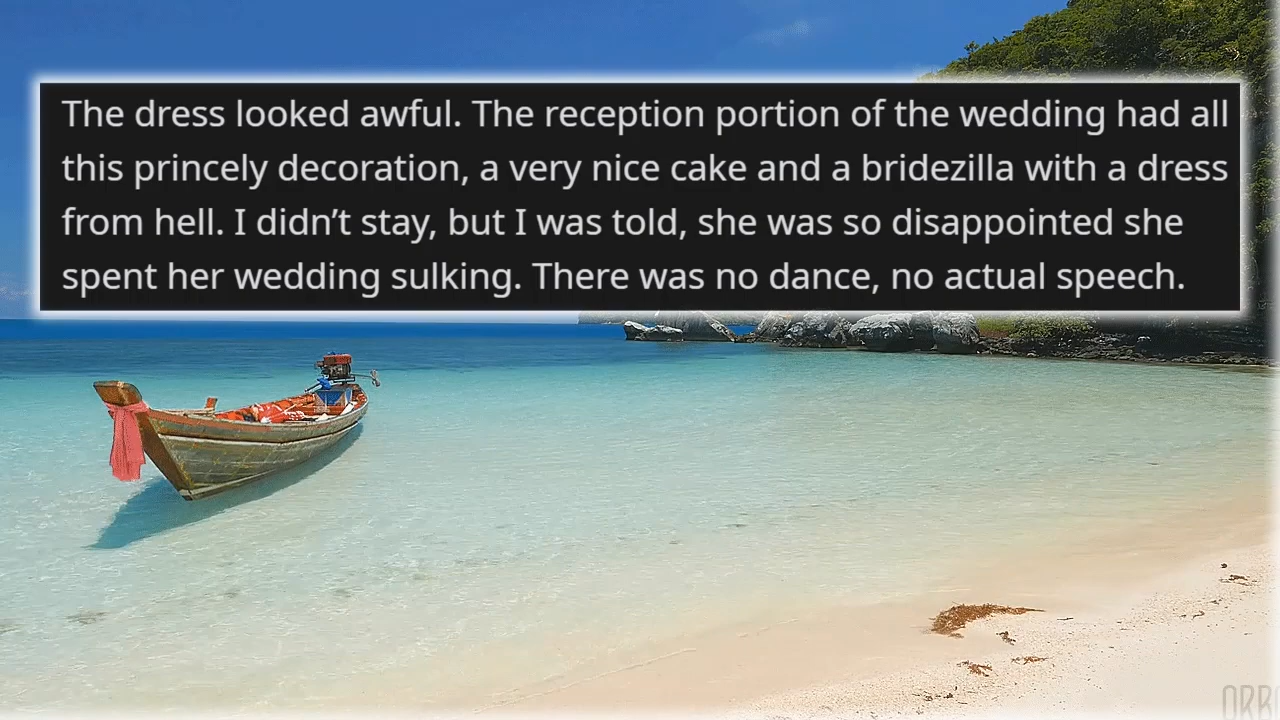 The dress looked awful. The reception portion of the wedding had all
this princely decoration, a very nice cake and a bridezilla with a dress
from hell. I didn’t stay, but I was told, she was so disappointed she
spent her wedding sulking. There was no dance, no actual speech.